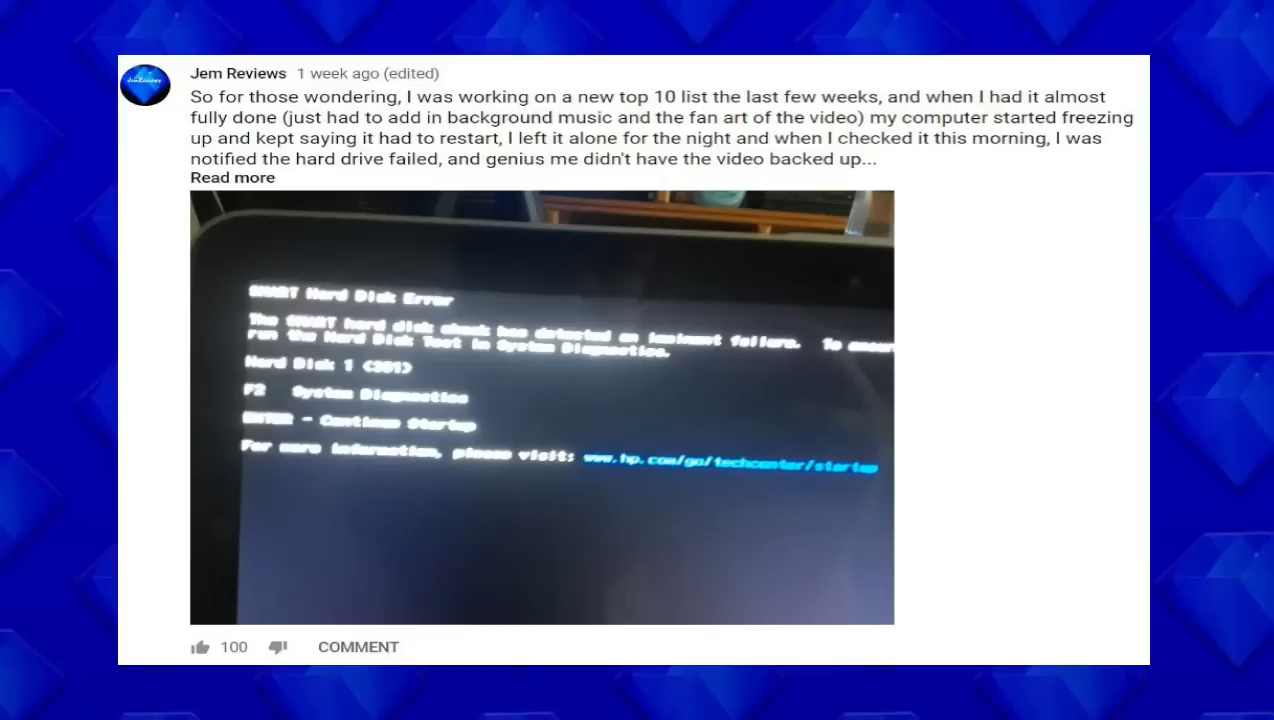 Jem Reviews 1 week ago (edited)
So for those wondering, I was working on a new top 10 list the last few weeks, and when I had it almost
fully done (just had to add in background music and the fan art of the video) my computer started freezing
up and kept saying it had to restart, I left it alone for the night and when I checked it this morning, I was
notified the hard drive failed, and genius me didn't have the video backed up...
Read more
SMART Hard Disk Error
The SMART hard disk check has detected an imminent failure. To ensur
run the Hard Disk Test in System Diagnostics.
Hard Disk 1 (301)
F2 System Diagnostics
ENTER - Continue Startup
For more information, please visit: www.hp.com/go/techcenter/startup
100 COMMENT